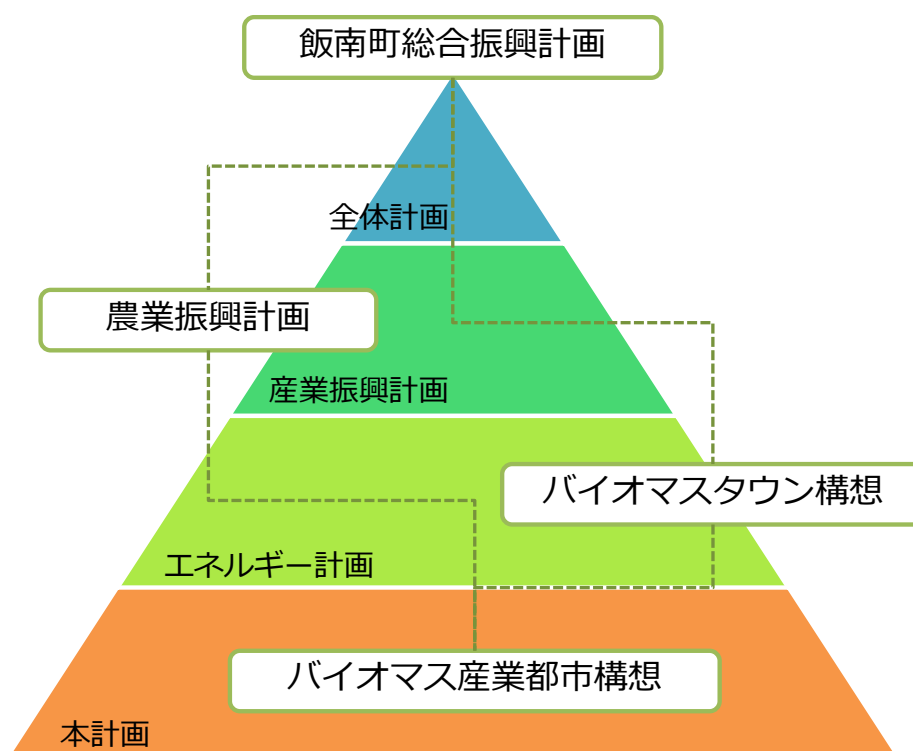 飯南町総合振興計画
全体計画
農業振興計画
産業振興計画
バイオマスタウン構想
エネルギー計画
バイオマス産業都市構想
本計画